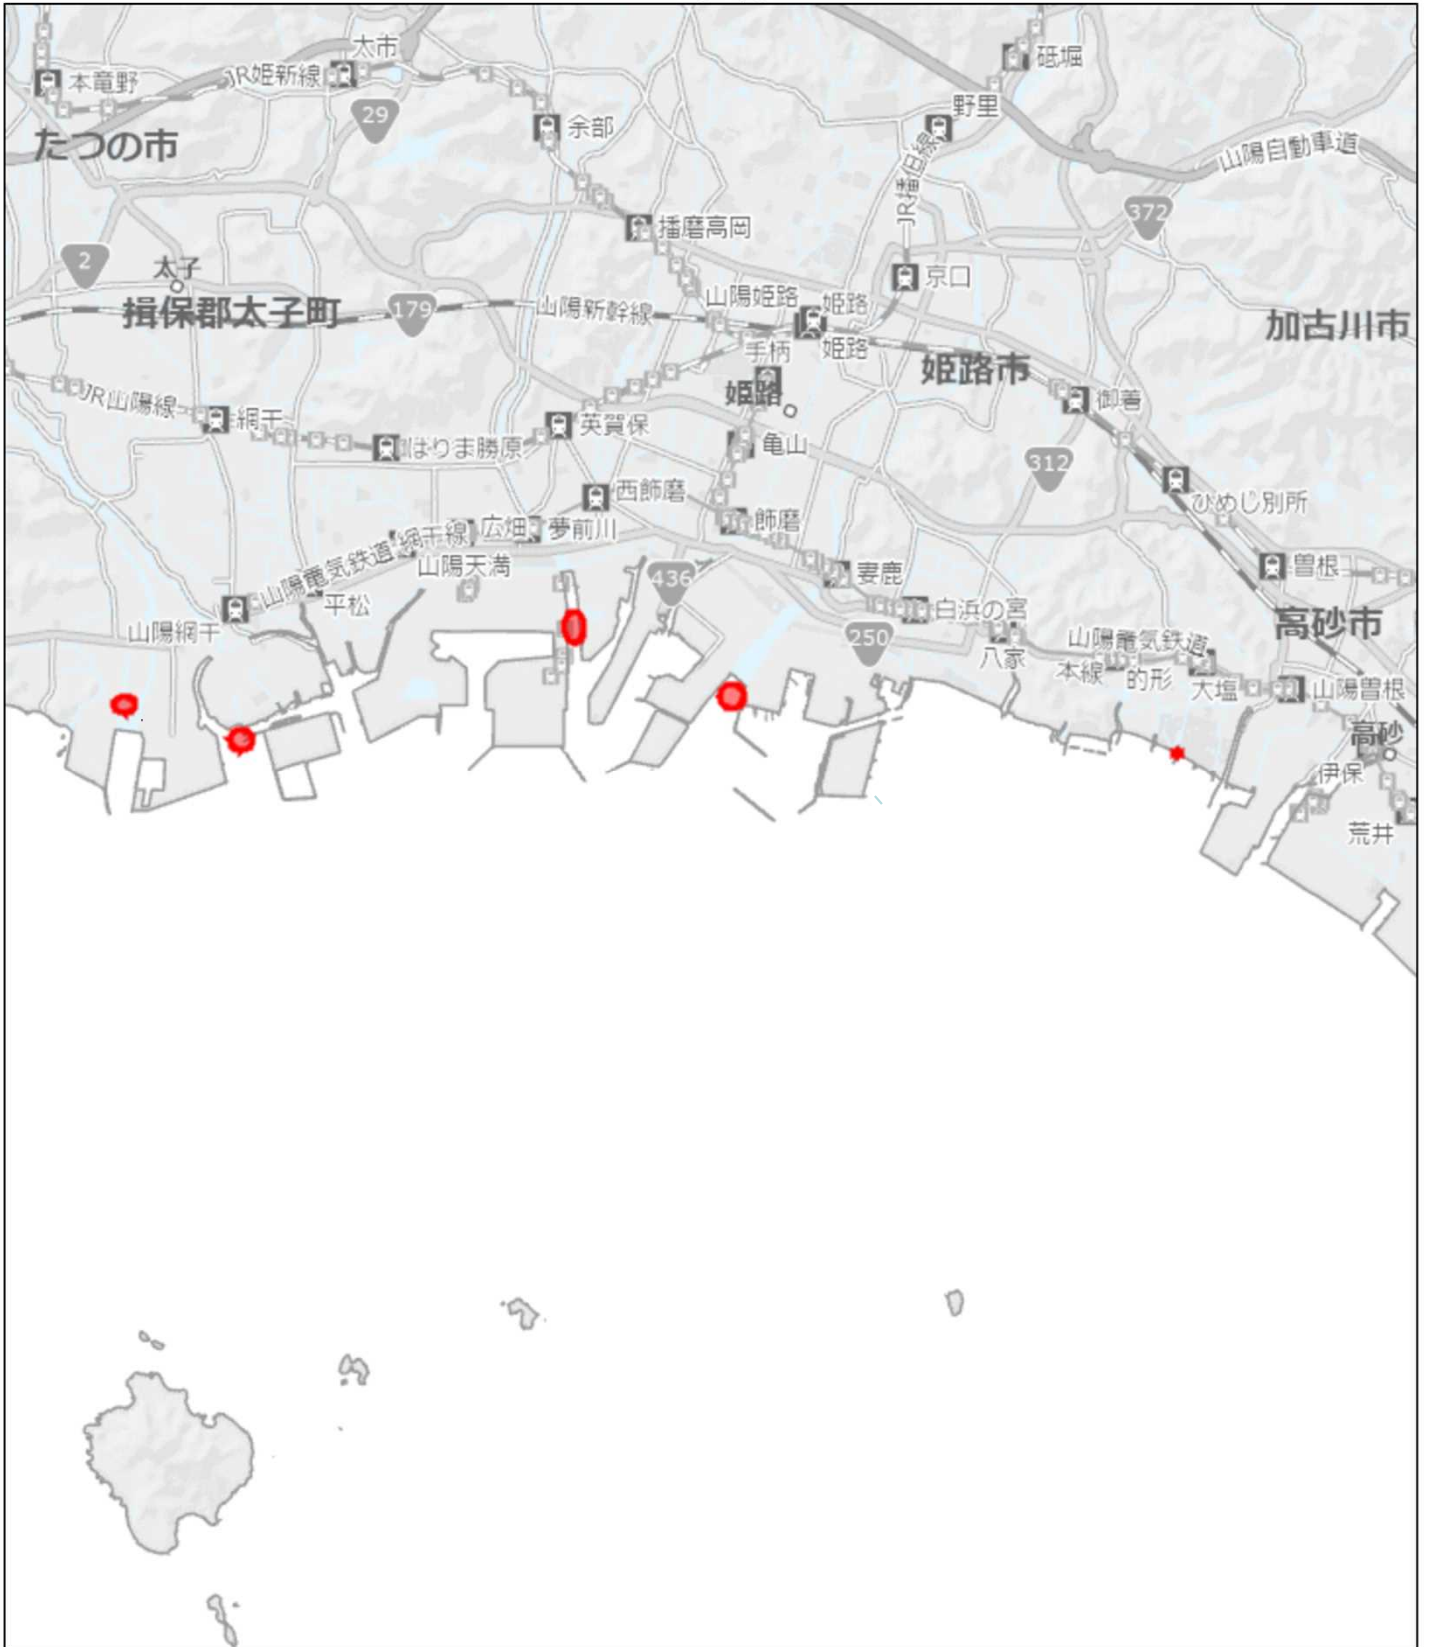 太市
砥堀
JR姫新線
本竜野
野里
29
余部
たつの市
山陽自動車道
JR播但線
372
播磨高岡
2
太子
京口
山陽姫路
姫路
揖保郡太子町
179
山陽新幹線
加古川市
手柄
姫路
姫路市
姫路
JR山陽線
御着
網干
英賀保
はりま勝原
亀山
312
西飾磨
ひめじ別所
広畑
夢前川
飾磨
網干線
山陽電気鉄道
山陽天満
曽根
妻鹿
436
平松
白浜の宮
高砂市
山陽網干
250
山陽電気鉄道
八家
本線
的形
大塩
山陽曽根
高砂
伊保
荒井